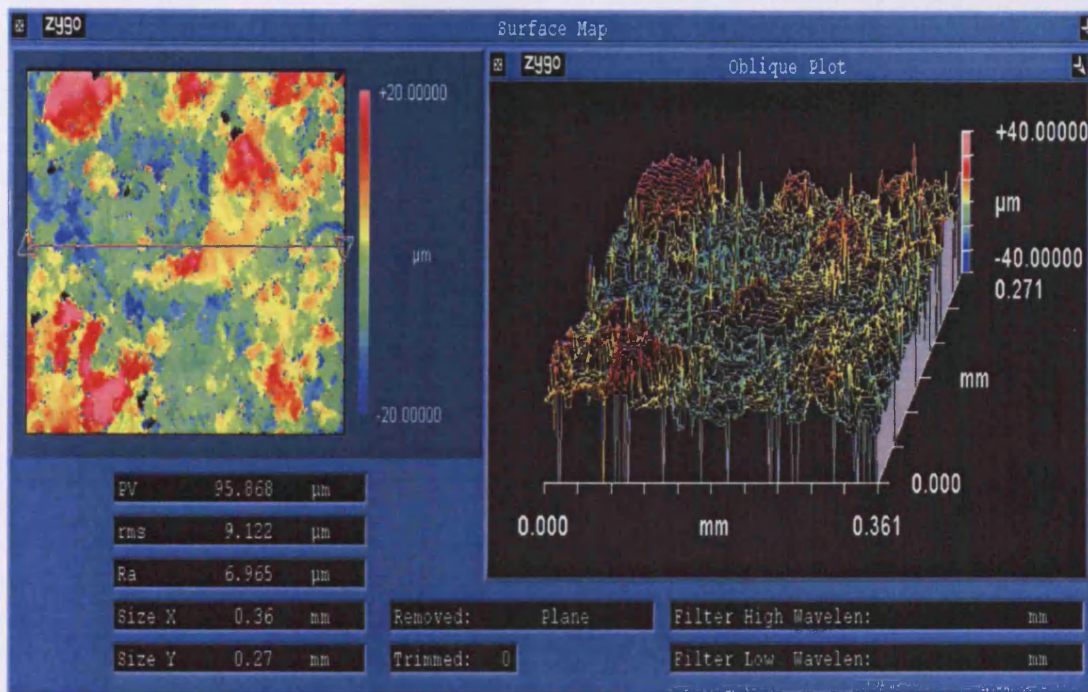 zygo Surface Map
+20.00000
µm
-20.00000
zygo Oblique Plot
+40.00000
µm
-40.00000
0.271
mm
0.000
0.000 mm 0.361
PV 95.868 µm
rms 9.122 µm
Ra 6.965 µm
Size X 0.36 mm
Size Y 0.27 mm
Removed: Plane
Trimmed: 0
Filter High Wavelen: mm
Filter Low Wavelen: mm